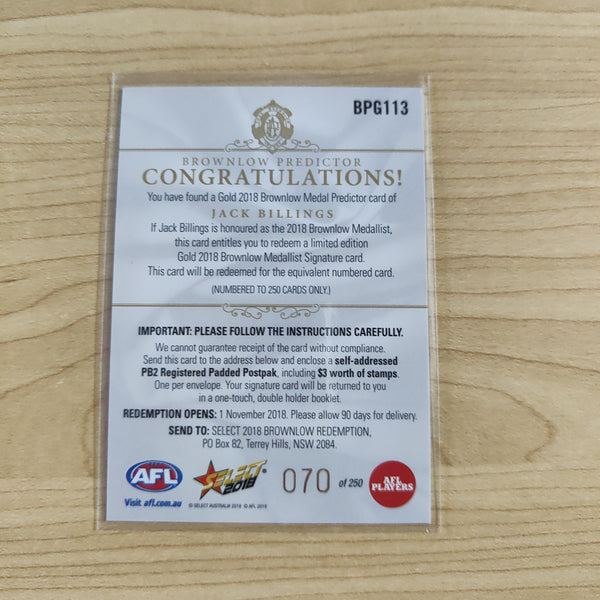 BPG113
BROWNLOW PREDICTOR
CONGRATULATIONS!
You have found a Gold 2018 Brownlow Medal Predictor card of
JACK BILLINGS
If Jack Billings is honoured as the 2018 Brownlow Medallist,
this card entitles you to redeem a limited edition
Gold 2018 Brownlow Medallist Signature card.
This card will be redeemed for the equivalent numbered card.
(NUMBERED TO 250 CARDS ONLY.)
IMPORTANT: PLEASE FOLLOW THE INSTRUCTIONS CAREFULLY.
We cannot guarantee receipt of the card without compliance.
Send this card to the address below and enclose a self-addressed
PB2 Registered Padded Postpak, including $3 worth of stamps.
One per envelope. Your signature card will be returned to you
in a one-touch, double holder booklet.
REDEMPTION OPENS: 1 November 2018. Please allow 90 days for delivery.
SEND TO: SELECT 2018 BROWNLOW REDEMPTION,
PO Box 82, Terrey Hills, NSW 2084.
AFL SELECT 2018 070 of 250 AFL PLAYERS
Visit afl.com.au © SELECT AUSTRALIA 2018 © AFL 2018